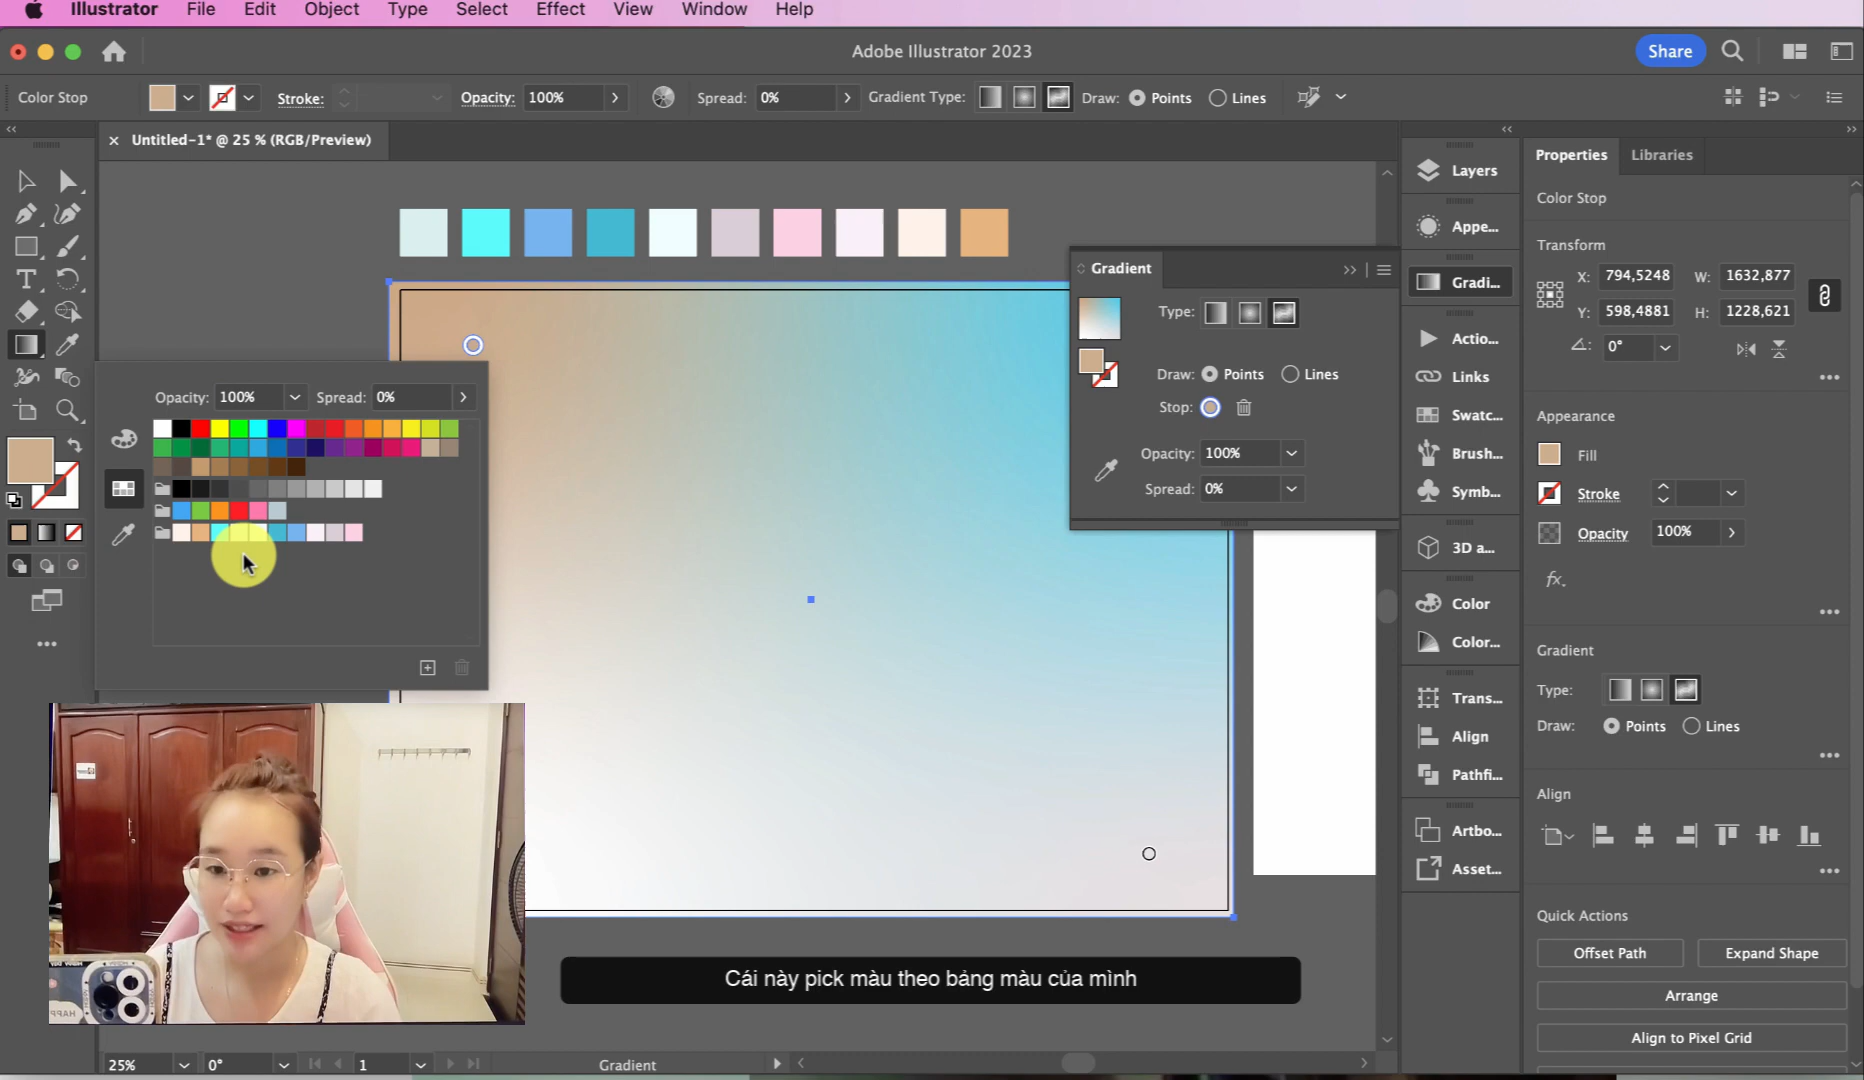 Illustrator File Edit Object Type Select Effect View Window Help
Adobe Illustrator 2023
Share
Color Stop
Stroke:
Opacity: 100%
Spread: 0%
Gradient Type:
Draw: Points Lines
Untitled-1* @ 25 % (RGB/Preview)
Opacity: 100% Spread: 0%
Gradient
Type:
Draw: Points Lines
Stop:
Opacity: 100%
Spread: 0%
Layers
Appe...
Gradi...
Actio...
Links
Swatc...
Brush...
Symb...
3D a...
Color
Color...
Trans...
Align
Pathfi...
Artbo...
Asset...
Properties Libraries
Color Stop
Transform
X: 794,5248 W: 1632,877
Y: 598,4881 H: 1228,621
0°
Appearance
Fill
Stroke
Opacity 100%
fx.
Gradient
Type:
Draw: Points Lines
Align
Quick Actions
Offset Path Expand Shape
Arrange
Align to Pixel Grid
Cái này pick màu theo bảng màu của mình
25% 0° 1 Gradient